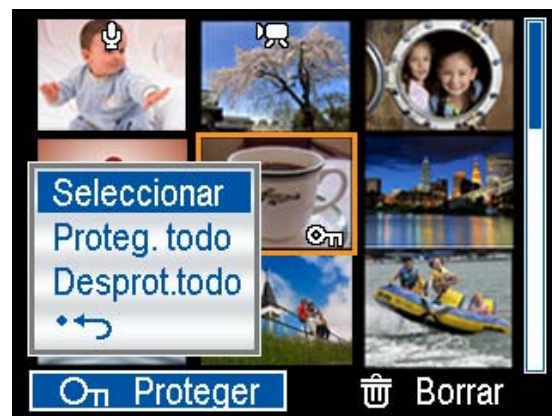 Seleccionar
Proteg. todo
Desprot.todo
Proteger
Borrar